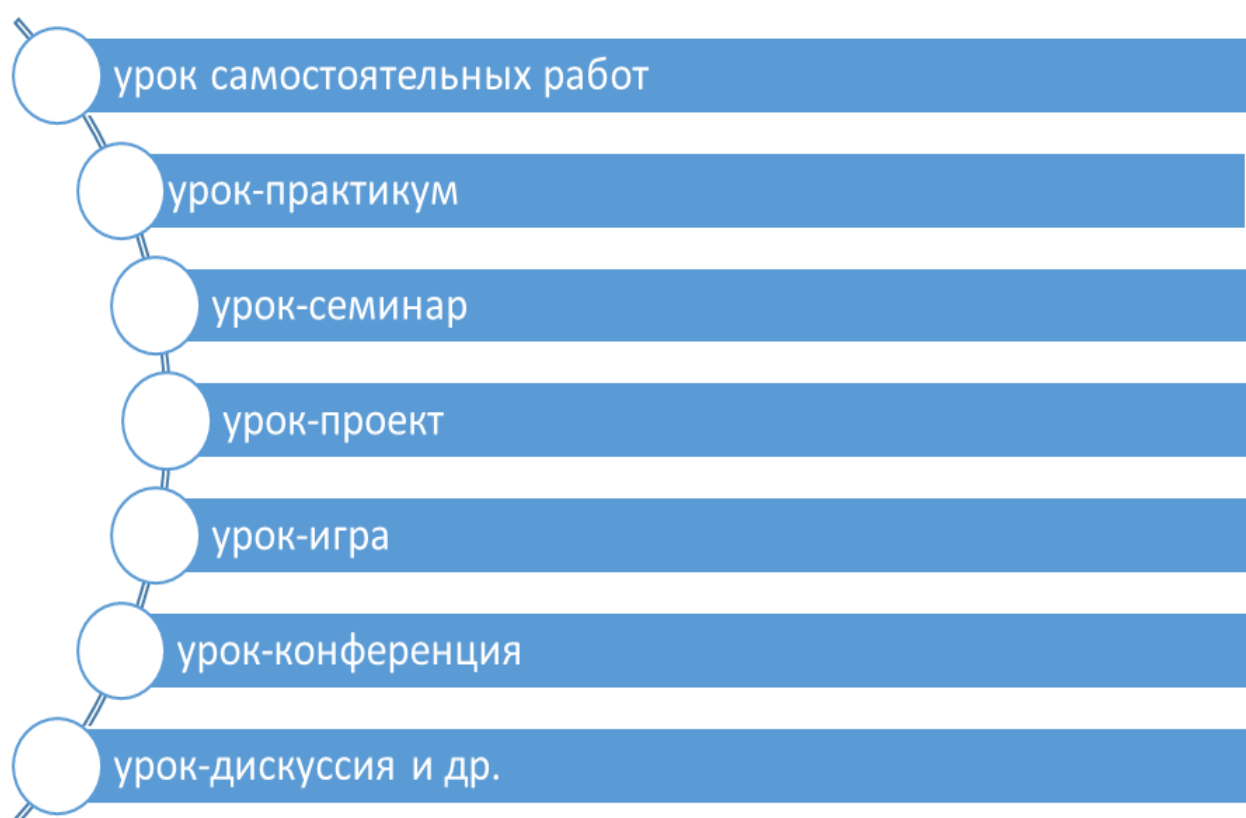 урок самостоятельных работ
урок-практикум
урок-семинар
урок-проект
урок-игра
урок-конференция
урок-дискуссия и др.